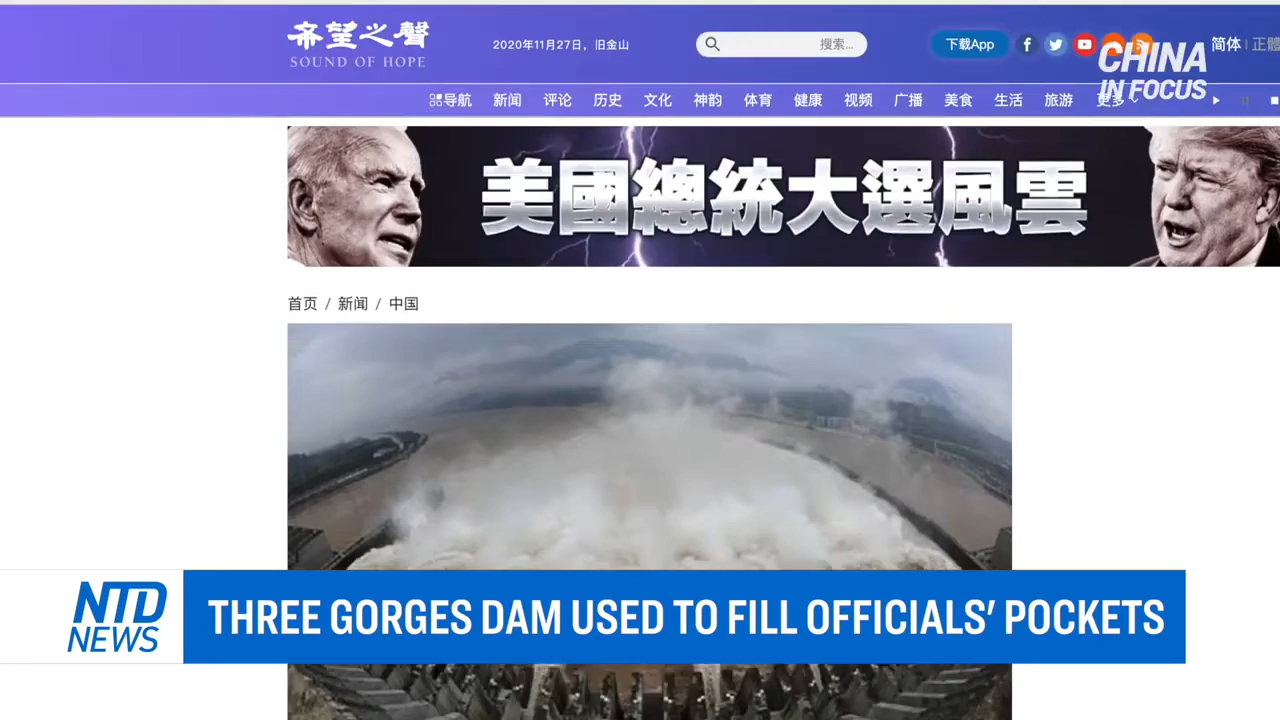 希望之聲
SOUND OF HOPE
2020年11月27日，旧金山
搜索...
下载App
简体 | 正體
CHINA
IN FOCUS
导航 新闻 评论 历史 文化 神韵 体育 健康 视频 广播 美食 生活 旅游 更多
美國總統大選風雲
首页 / 新闻 / 中国
NTD
NEWS
THREE GORGES DAM USED TO FILL OFFICIALS' POCKETS